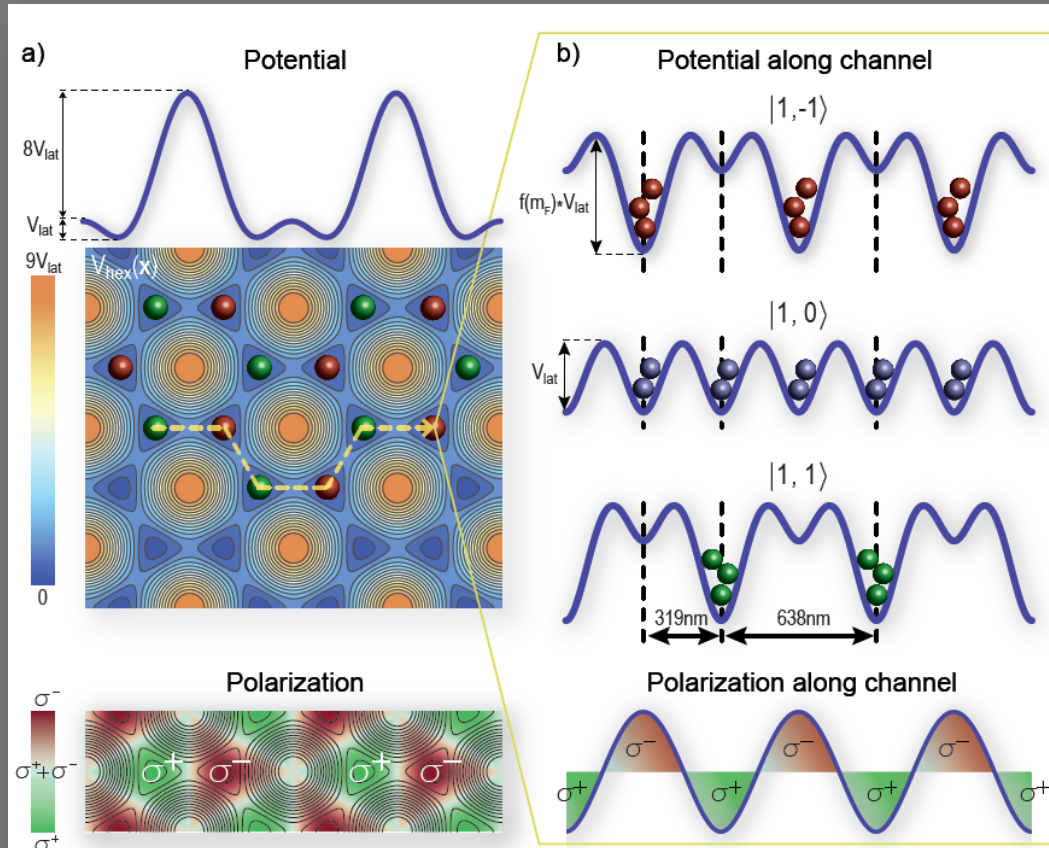 a)
Potential
8V_lat
V_lat
9V_lat
V_hex(x)
0
Polarization
σ⁻
σ⁺+σ⁻
σ⁺
σ⁺ σ⁻ σ⁺ σ⁻
b)
Potential along channel
|1,-1⟩
f(m_F)*V_lat
|1, 0⟩
V_lat
|1, 1⟩
319nm 638nm
Polarization along channel
σ⁻ σ⁻ σ⁻
σ⁺ σ⁺ σ⁺ σ⁺